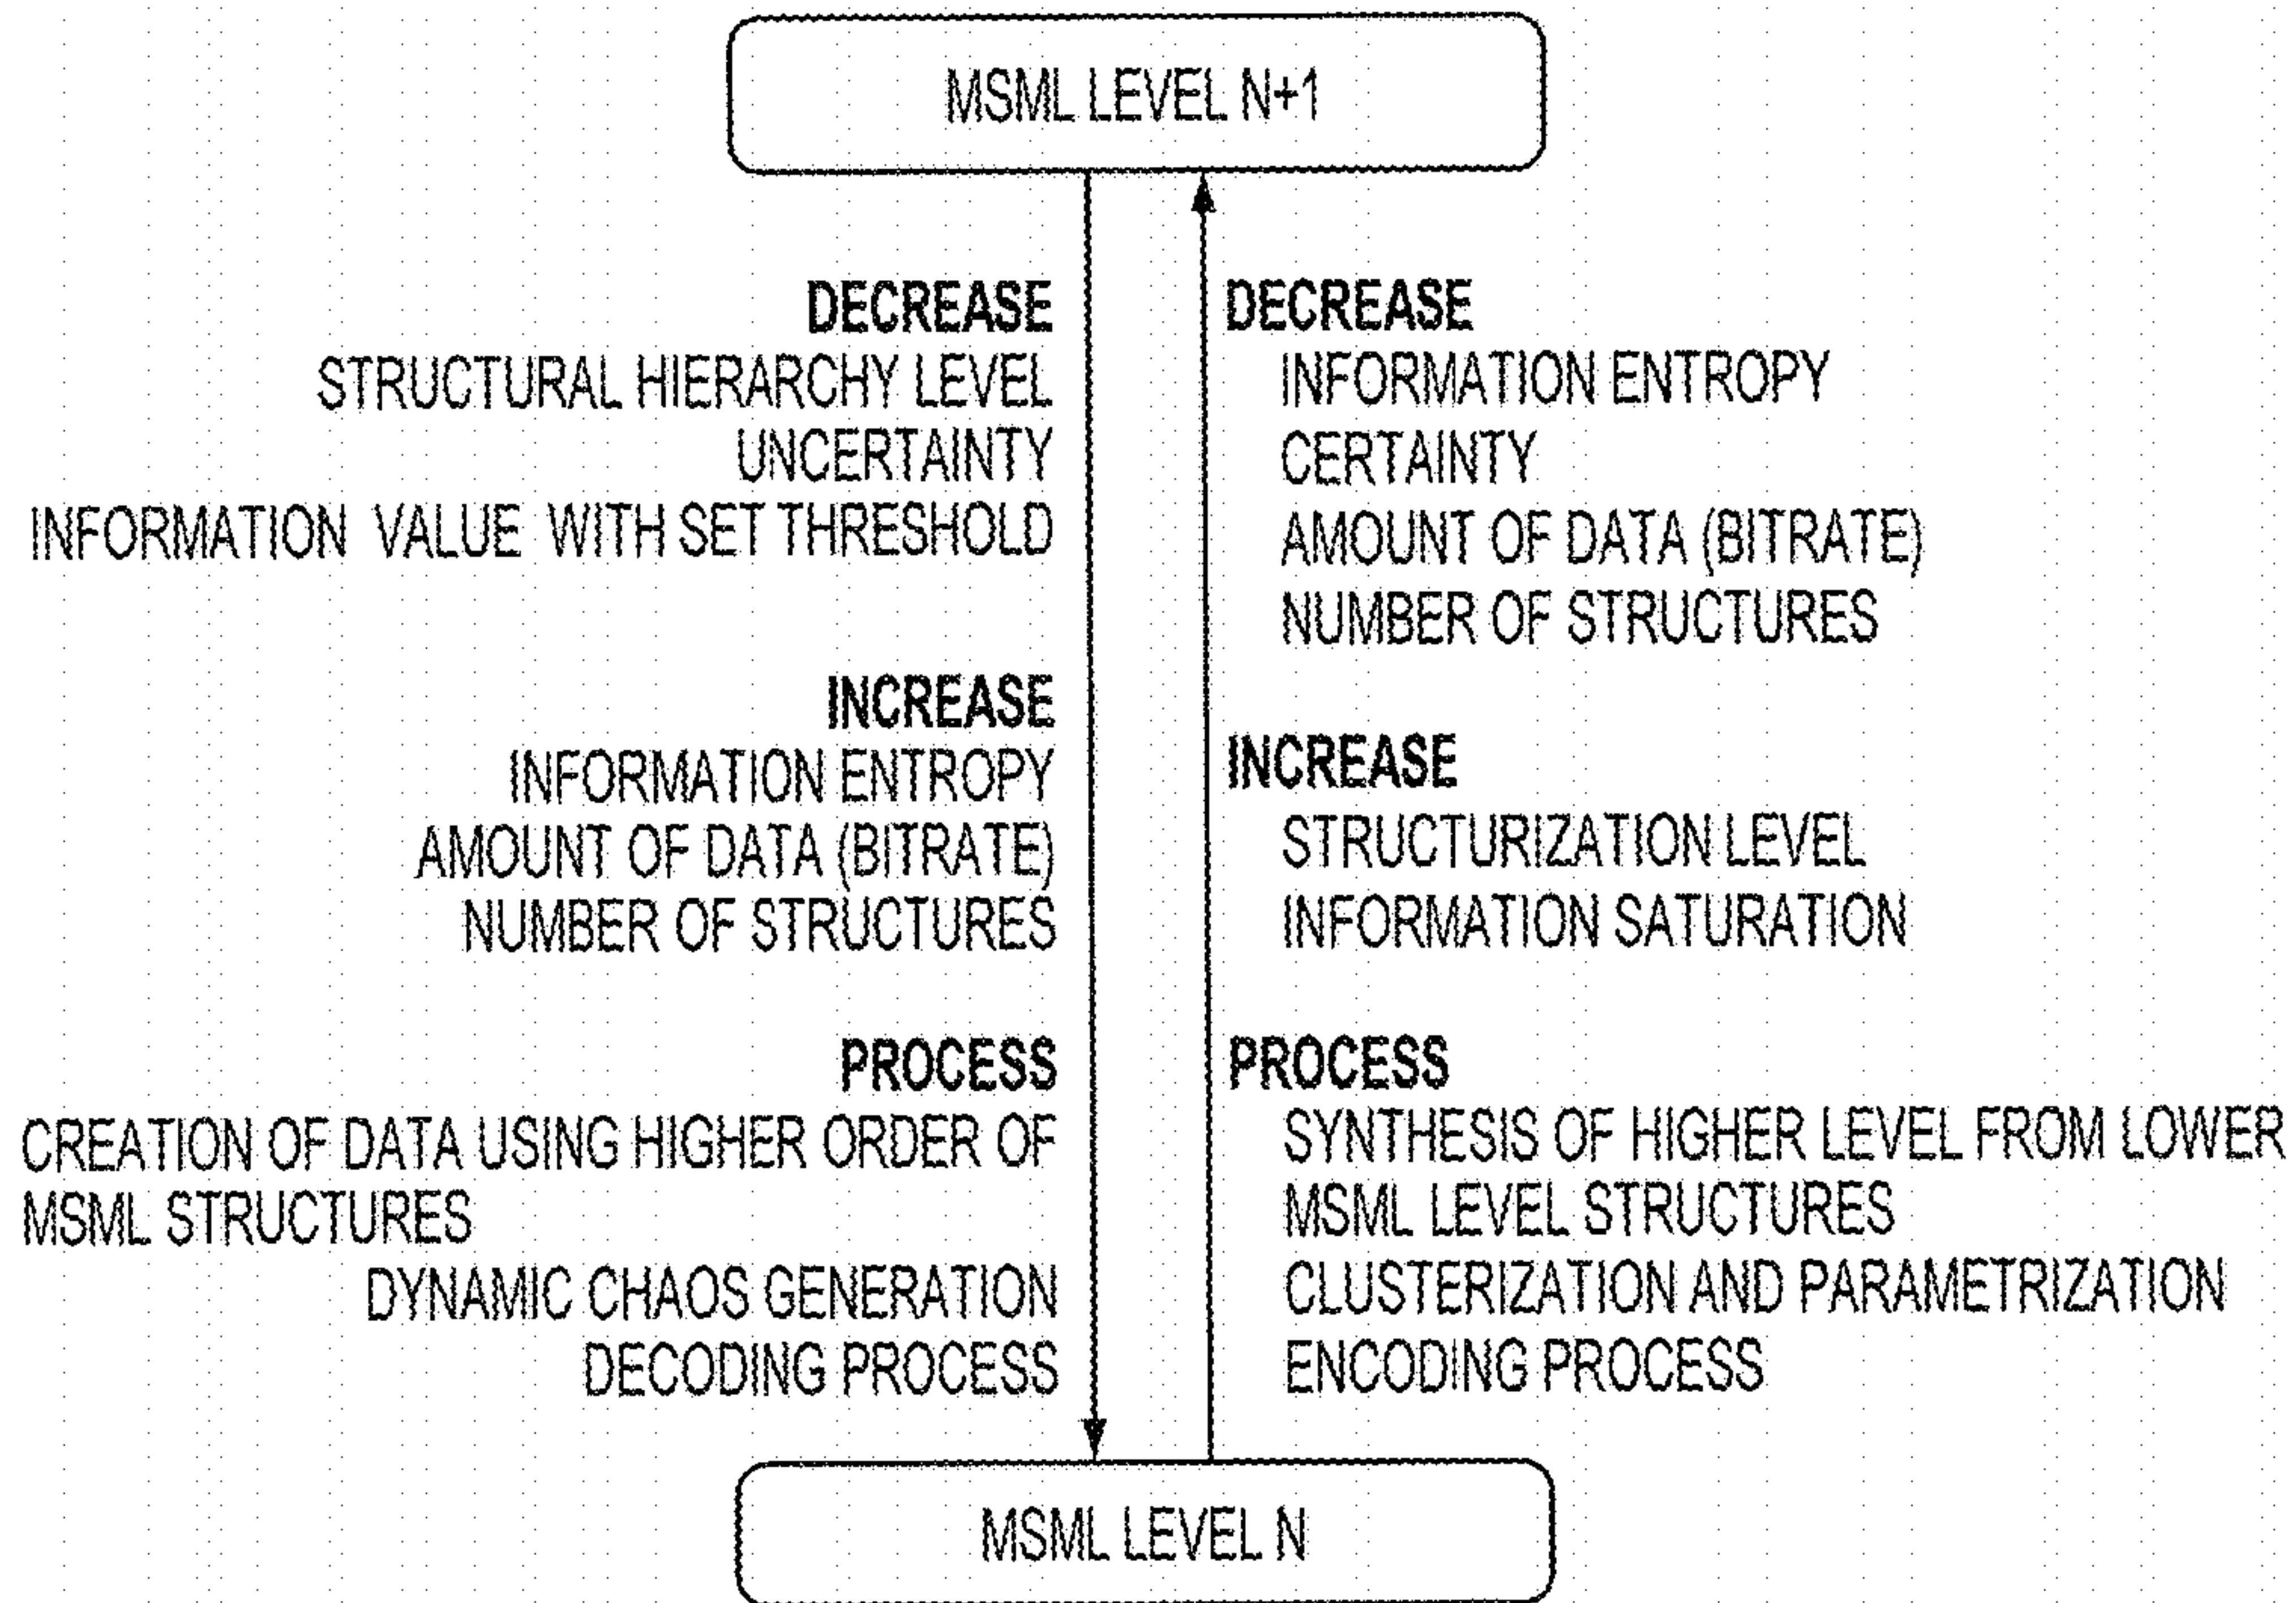 MSML LEVEL N+1
DECREASE
STRUCTURAL HIERARCHY LEVEL
UNCERTAINTY
INFORMATION VALUE WITH SET THRESHOLD
INCREASE
INFORMATION ENTROPY
AMOUNT OF DATA (BITRATE)
NUMBER OF STRUCTURES
PROCESS
CREATION OF DATA USING HIGHER ORDER OF
MSML STRUCTURES
DYNAMIC CHAOS GENERATION
DECODING PROCESS
DECREASE
INFORMATION ENTROPY
CERTAINTY
AMOUNT OF DATA (BITRATE)
NUMBER OF STRUCTURES
INCREASE
STRUCTURIZATION LEVEL
INFORMATION SATURATION
PROCESS
SYNTHESIS OF HIGHER LEVEL FROM LOWER
MSML LEVEL STRUCTURES
CLUSTERIZATION AND PARAMETRIZATION
ENCODING PROCESS
MSML LEVEL N